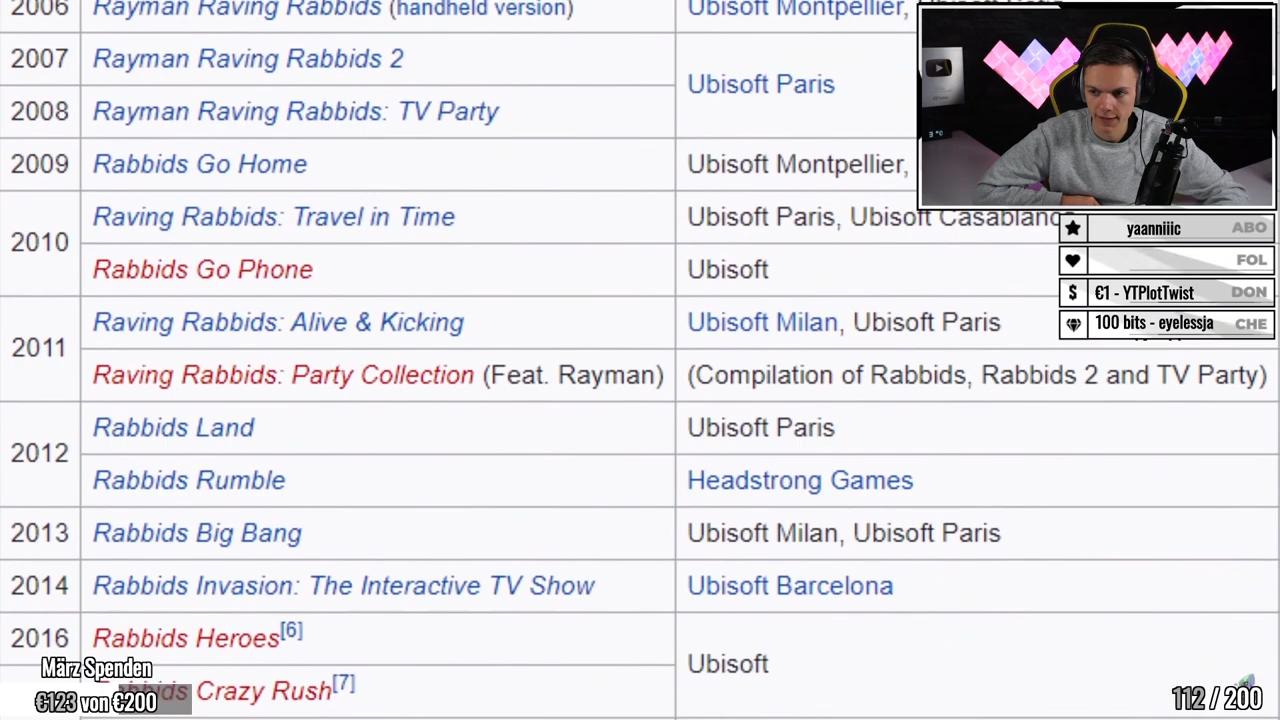 2006 Rayman Raving Rabbids (handheld version) Ubisoft Montpellier,
2007 Rayman Raving Rabbids 2
Ubisoft Paris
2008 Rayman Raving Rabbids: TV Party
2009 Rabbids Go Home Ubisoft Montpellier,
2010
Raving Rabbids: Travel in Time Ubisoft Paris, Ubisoft Casablanca
Rabbids Go Phone Ubisoft
2011
Raving Rabbids: Alive & Kicking Ubisoft Milan, Ubisoft Paris
Raving Rabbids: Party Collection (Feat. Rayman) (Compilation of Rabbids, Rabbids 2 and TV Party)
2012
Rabbids Land Ubisoft Paris
Rabbids Rumble Headstrong Games
2013 Rabbids Big Bang Ubisoft Milan, Ubisoft Paris
2014 Rabbids Invasion: The Interactive TV Show Ubisoft Barcelona
2016 Rabbids Heroes[6]
Ubisoft
Rabbids Crazy Rush[7]
yaanniiic ABO
FOL
$ €1 - YTPlotTwist DON
100 bits - eyelessja CHE
März Spenden
€123 von €200
112 / 200